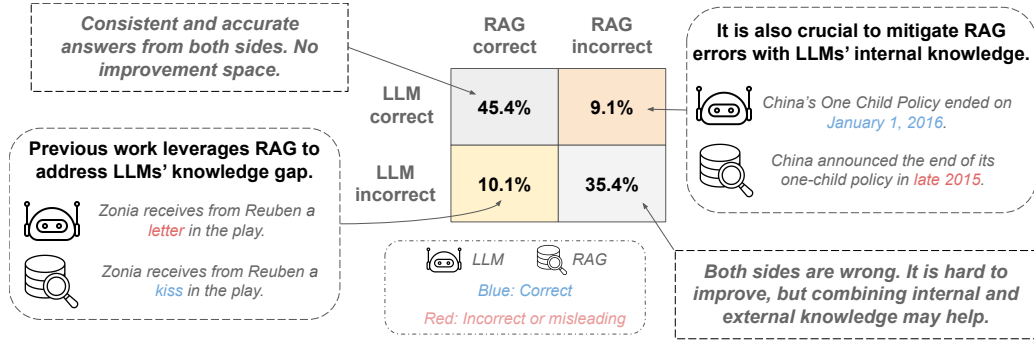 Consistent and accurate
answers from both sides. No
improvement space.
RAG
correct
RAG
incorrect
LLM
correct
45.4%
9.1%
LLM
incorrect
10.1%
35.4%
It is also crucial to mitigate RAG
errors with LLMs' internal knowledge.
China's One Child Policy ended on
January 1, 2016.
China announced the end of its
one-child policy in late 2015.
Previous work leverages RAG to
address LLMs' knowledge gap.
Zonia receives from Reuben a
letter in the play.
Zonia receives from Reuben a
kiss in the play.
LLM
RAG
Blue: Correct
Red: Incorrect or misleading
Both sides are wrong. It is hard to
improve, but combining internal and
external knowledge may help.